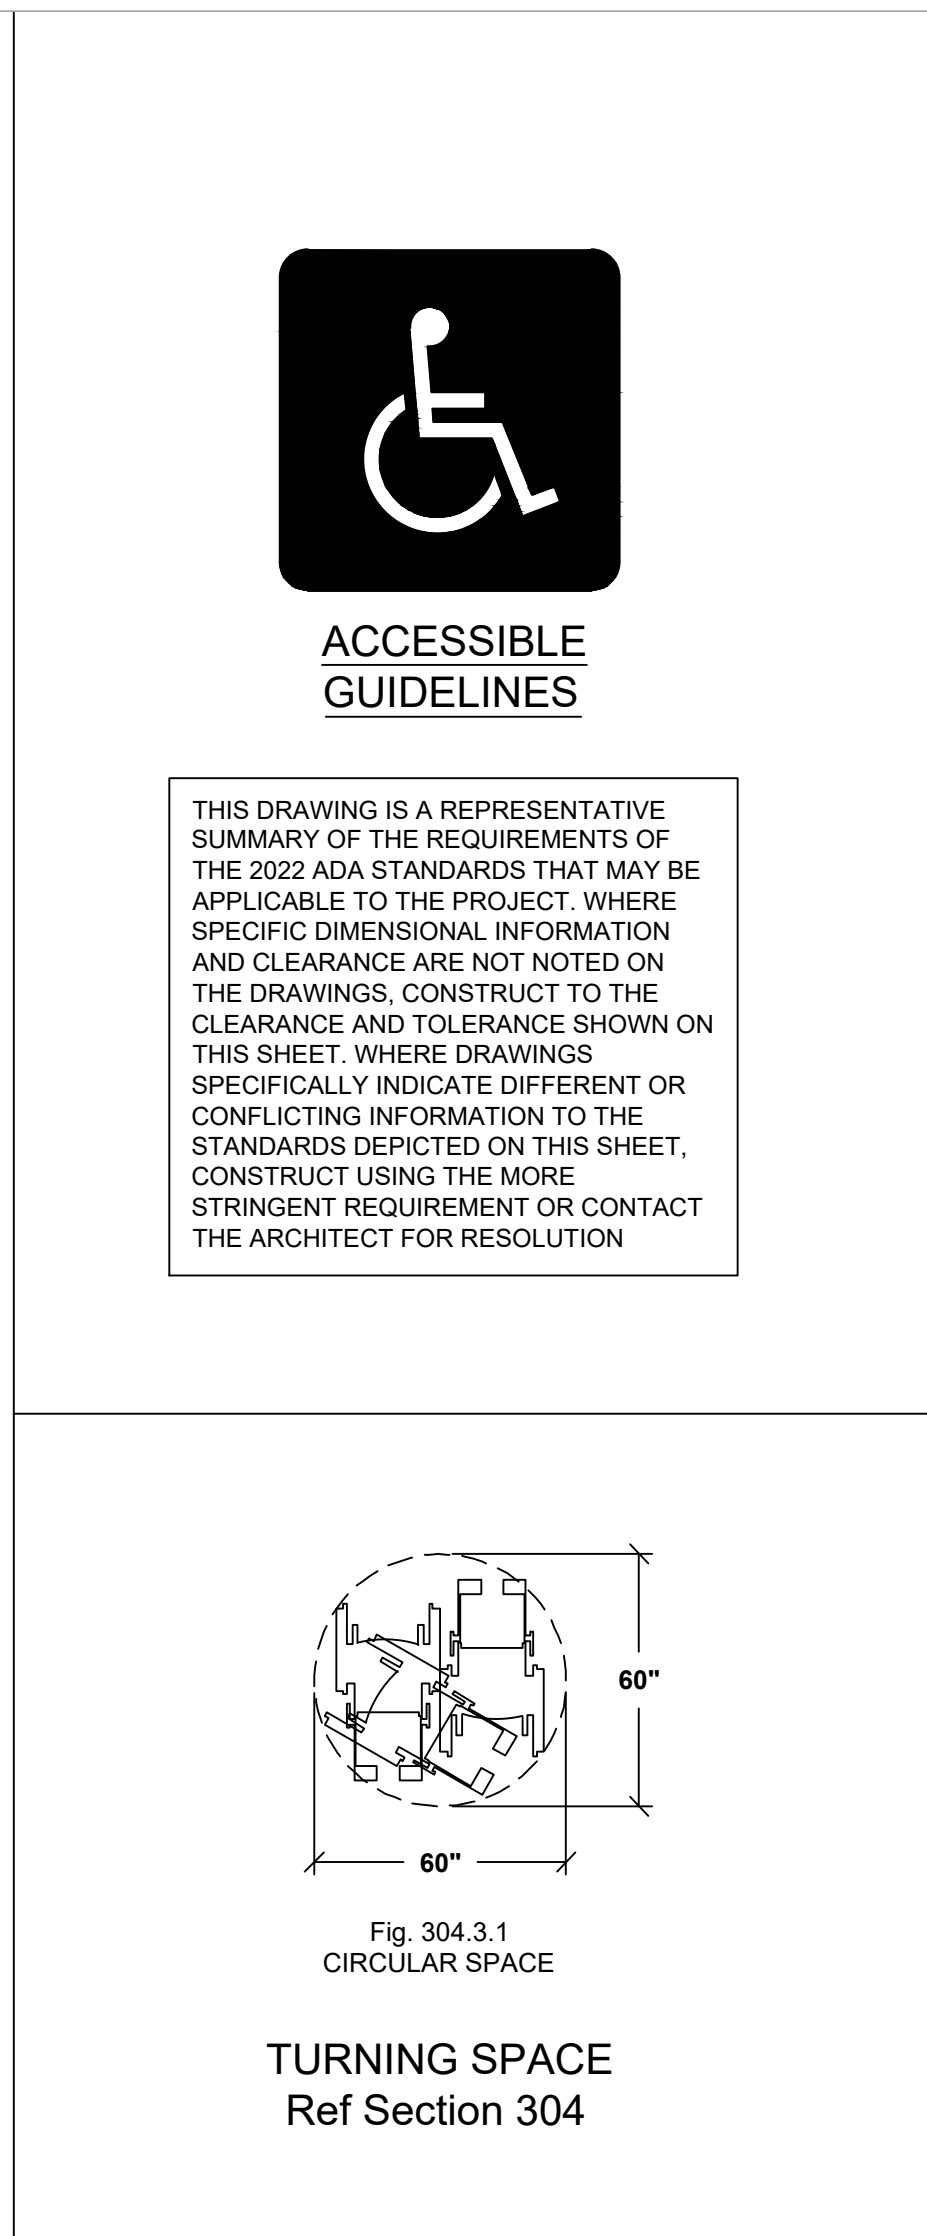 ACCESSIBLE
GUIDELINES
THIS DRAWING IS A REPRESENTATIVE
SUMMARY OF THE REQUIREMENTS OF
THE 2022 ADA STANDARDS THAT MAY BE
APPLICABLE TO THE PROJECT. WHERE
SPECIFIC DIMENSIONAL INFORMATION
AND CLEARANCE ARE NOT NOTED ON
THE DRAWINGS, CONSTRUCT TO THE
CLEARANCE AND TOLERANCE SHOWN ON
THIS SHEET. WHERE DRAWINGS
SPECIFICALLY INDICATE DIFFERENT OR
CONFLICTING INFORMATION TO THE
STANDARDS DEPICTED ON THIS SHEET,
CONSTRUCT USING THE MORE
STRINGENT REQUIREMENT OR CONTACT
THE ARCHITECT FOR RESOLUTION
60"
60"
Fig. 304.3.1
CIRCULAR SPACE
TURNING SPACE
Ref Section 304